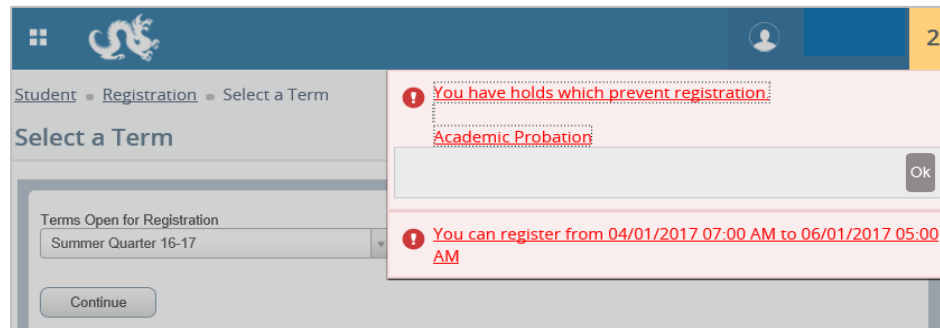 2
Student Registration Select a Term
Select a Term
You have holds which prevent registration.
Academic Probation
Ok
You can register from 04/01/2017 07:00 AM to 06/01/2017 05:00
AM
Terms Open for Registration
Summer Quarter 16-17
Continue